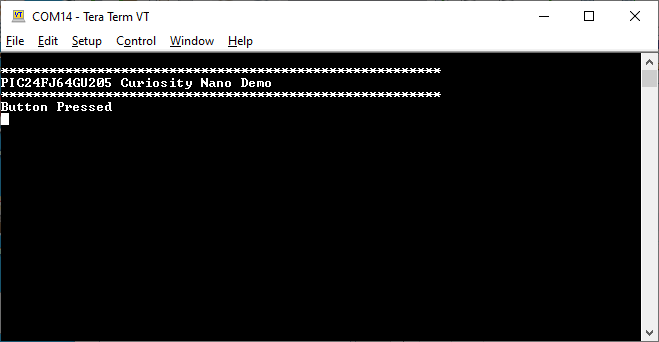 COM14 - Tera Term VT
File Edit Setup Control Window Help
*******************************************************
PIC24FJ64GU205 Curiosity Nano Demo
*******************************************************
Button Pressed